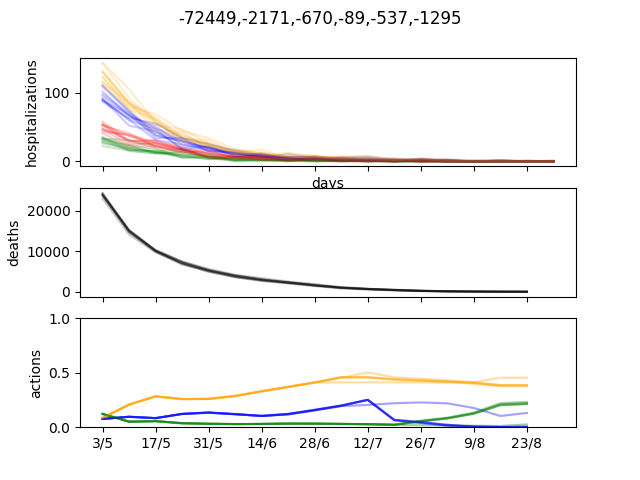 -72449,-2171,-670,-89,-537,-1295
hospitalizations
100
0
days
deaths
20000
10000
0
actions
1.0
0.5
0.0
3/5 17/5 31/5 14/6 28/6 12/7 26/7 9/8 23/8